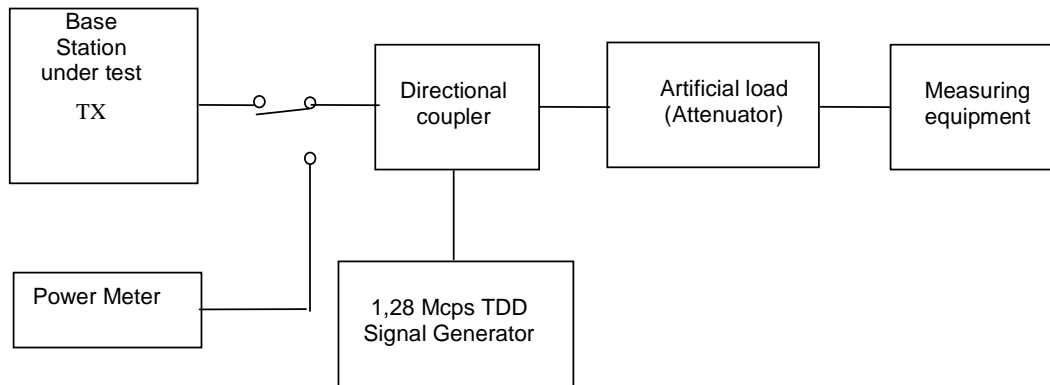 Base
Station
under test
TX
Directional
coupler
Artificial load
(Attenuator)
Measuring
equipment
Power Meter
1,28 Mcps TDD
Signal Generator